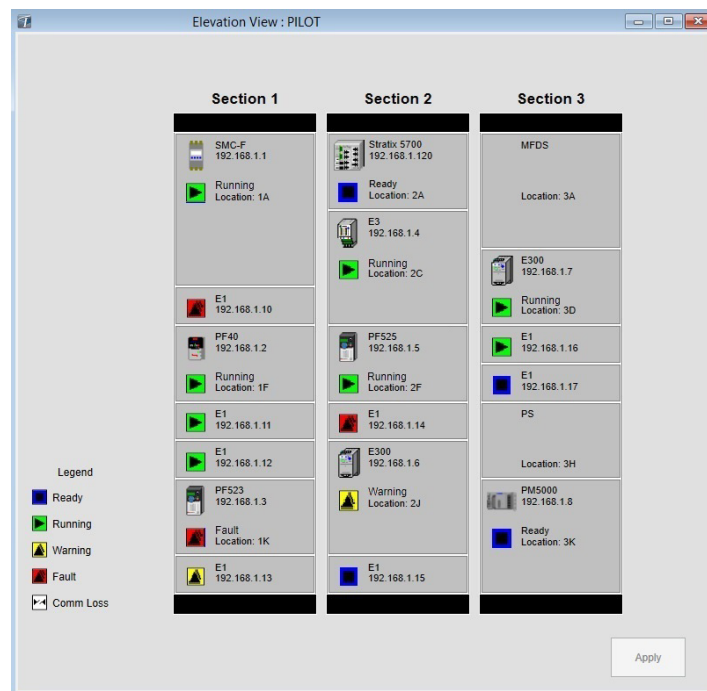 Elevation View : PILOT
Section 1
SMC-F
192.168.1.1
Running
Location: 1A
E1
192.168.1.10
PF40
192.168.1.2
Running
Location: 1F
E1
192.168.1.11
E1
192.168.1.12
PF523
192.168.1.3
Fault
Location: 1K
E1
192.168.1.13
Section 2
Stratix 5700
192.168.1.120
Ready
Location: 2A
E3
192.168.1.4
Running
Location: 2C
PF525
192.168.1.5
Running
Location: 2F
E1
192.168.1.14
E300
192.168.1.6
Warning
Location: 2J
E1
192.168.1.15
Section 3
MFDS
Location: 3A
E300
192.168.1.7
Running
Location: 3D
E1
192.168.1.16
E1
192.168.1.17
PS
Location: 3H
PM5000
192.168.1.8
Ready
Location: 3K
Legend
Ready
Running
Warning
Fault
Comm Loss
Apply